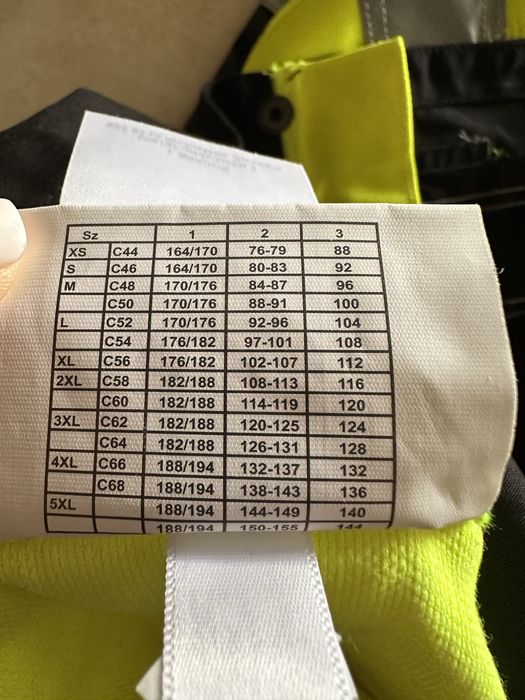 Sz 1 2 3
XS C44 164/170 76-79 88
S C46 164/170 80-83 92
M C48 170/176 84-87 96
C50 170/176 88-91 100
L C52 170/176 92-96 104
C54 176/182 97-101 108
XL C56 176/182 102-107 112
2XL C58 182/188 108-113 116
C60 182/188 114-119 120
3XL C62 182/188 120-125 124
C64 182/188 126-131 128
4XL C66 188/194 132-137 132
C68 188/194 138-143 136
5XL 188/194 144-149 140
188/194 150-155 144